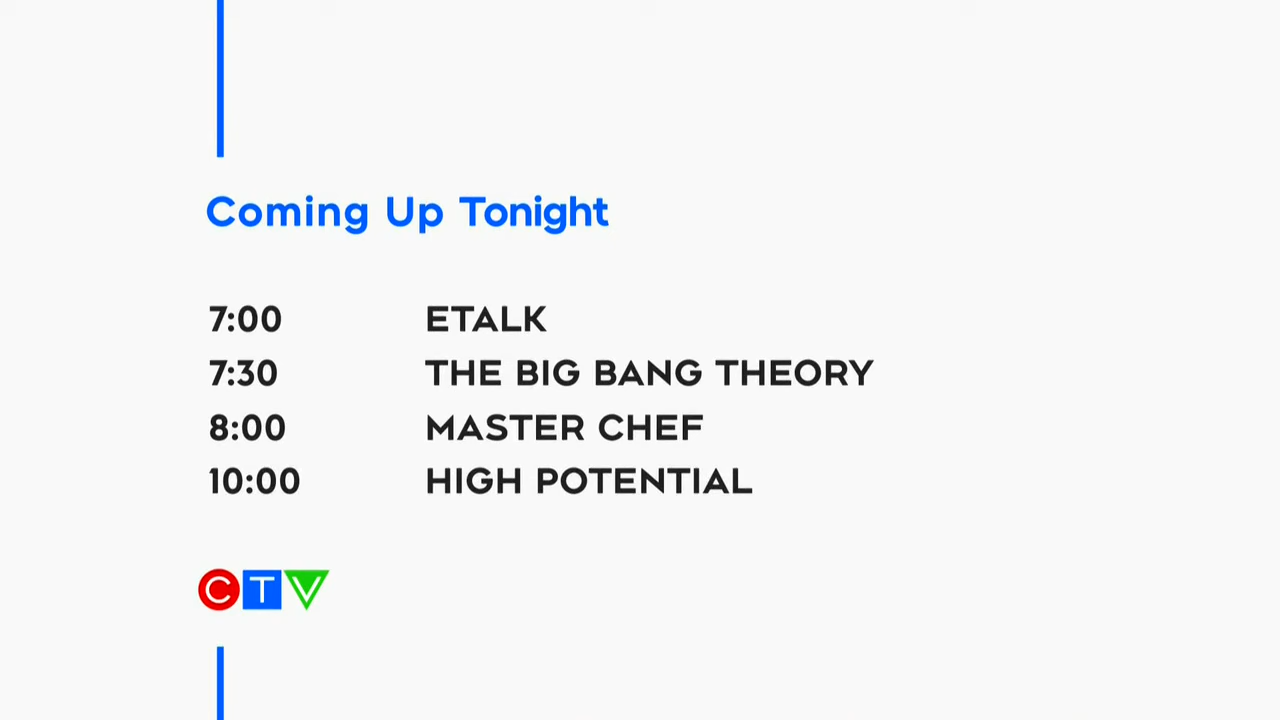 Coming Up Tonight
7:00 ETALK
7:30 THE BIG BANG THEORY
8:00 MASTER CHEF
10:00 HIGH POTENTIAL
CTV